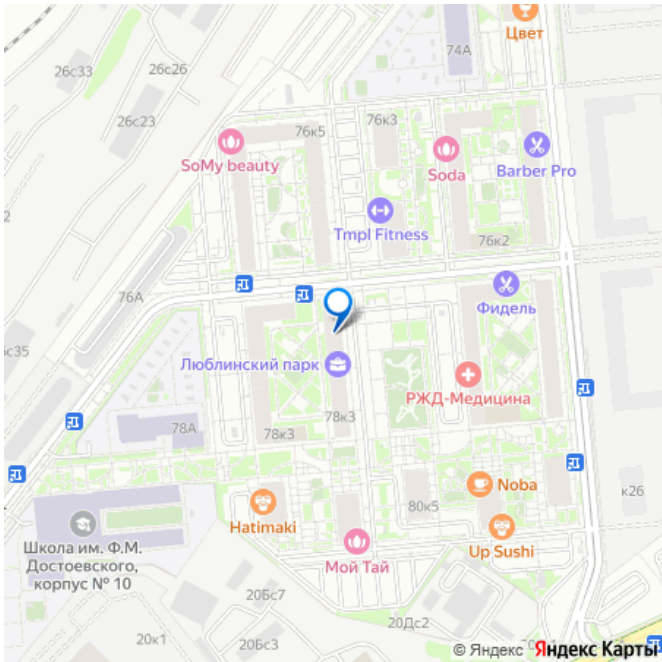 Цвет
74А
26с33
26с26
26с23
76к5
76к3
SoMy beauty
Soda
Barber Pro
Tmpl Fitness
76к2
76А
Фидель
с35
Люблинский парк
РЖД-Медицина
78А
78к3
78к3
Noba
к26
80к5
Hatimaki
Up Sushi
Школа им. Ф.М.
Достоевского,
корпус № 10
Мой Тай
20Бс7
20Дс2
20к1
20Бс3
© Яндекс Яндекс Карты